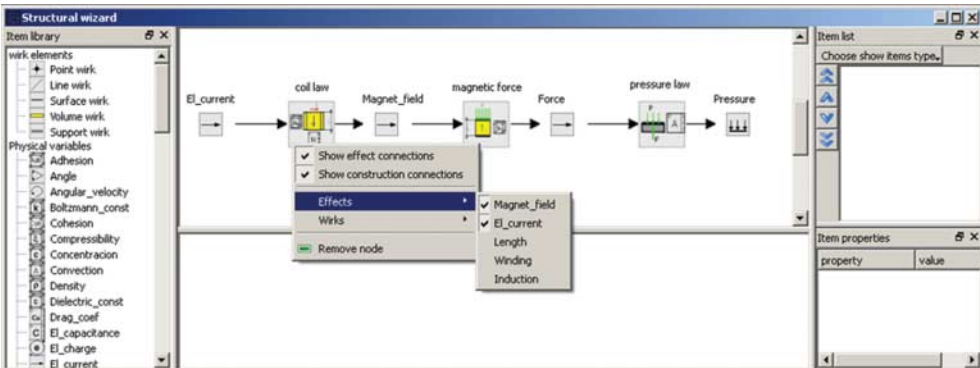 Structural wizard
Item library
wirk elements
Point wirk
Line wirk
Surface wirk
Volume wirk
Support wirk
Physical variables
Adhesion
Angle
Angular_velocity
Boltzmann_const
Cohesion
Compressibility
Concentracion
Convection
Density
Dielectric_const
Drag_coef
El_capacitance
El_charge
El_current
El_current
coil law
Magnet_field
magnetic force
Force
pressure law
Pressure
Show effect connections
Show construction connections
Effects
Wirks
Remove node
Magnet_field
El_current
Length
Winding
Induction
Item list
Choose show items type
Item properties
property value